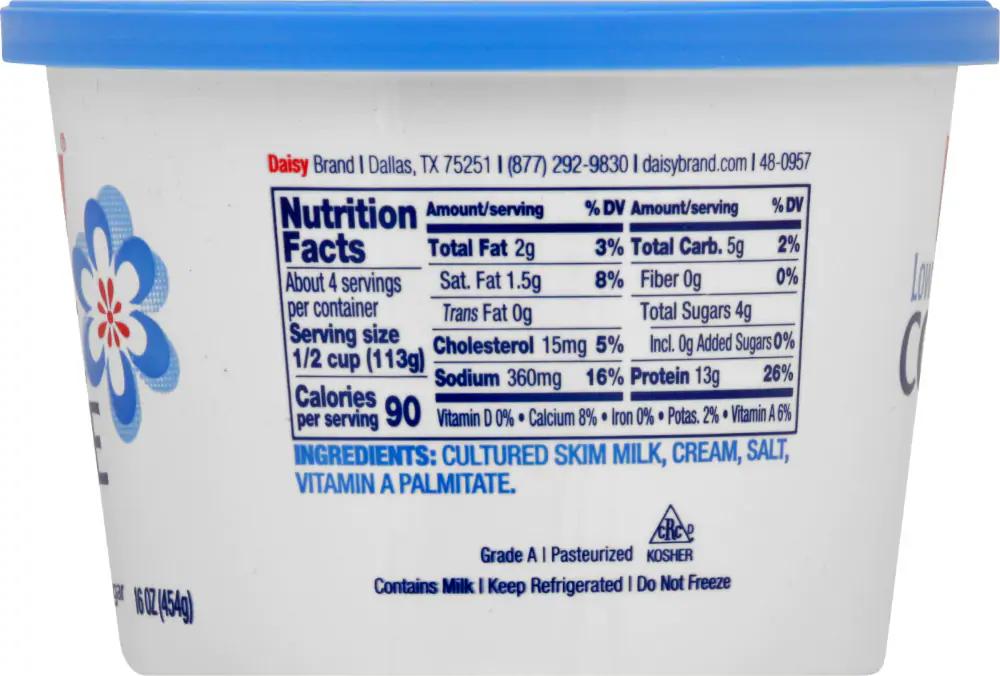 Daisy Brand | Dallas, TX 75251 | (877) 292-9830 | daisybrand.com | 48-0957
Nutrition
Facts
About 4 servings
per container
Serving size
1/2 cup (113g)
Calories
per serving 90
Amount/serving % DV
Total Fat 2g 3%
Sat. Fat 1.5g 8%
Trans Fat 0g
Cholesterol 15mg 5%
Sodium 360mg 16%
Amount/serving % DV
Total Carb. 5g 2%
Fiber 0g 0%
Total Sugars 4g
Incl. 0g Added Sugars 0%
Protein 13g 26%
Vitamin D 0% • Calcium 8% • Iron 0% • Potas. 2% • Vitamin A 6%
INGREDIENTS: CULTURED SKIM MILK, CREAM, SALT,
VITAMIN A PALMITATE.
cRc P
KOSHER
Grade A | Pasteurized
Contains Milk | Keep Refrigerated | Do Not Freeze
16 OZ (454g)